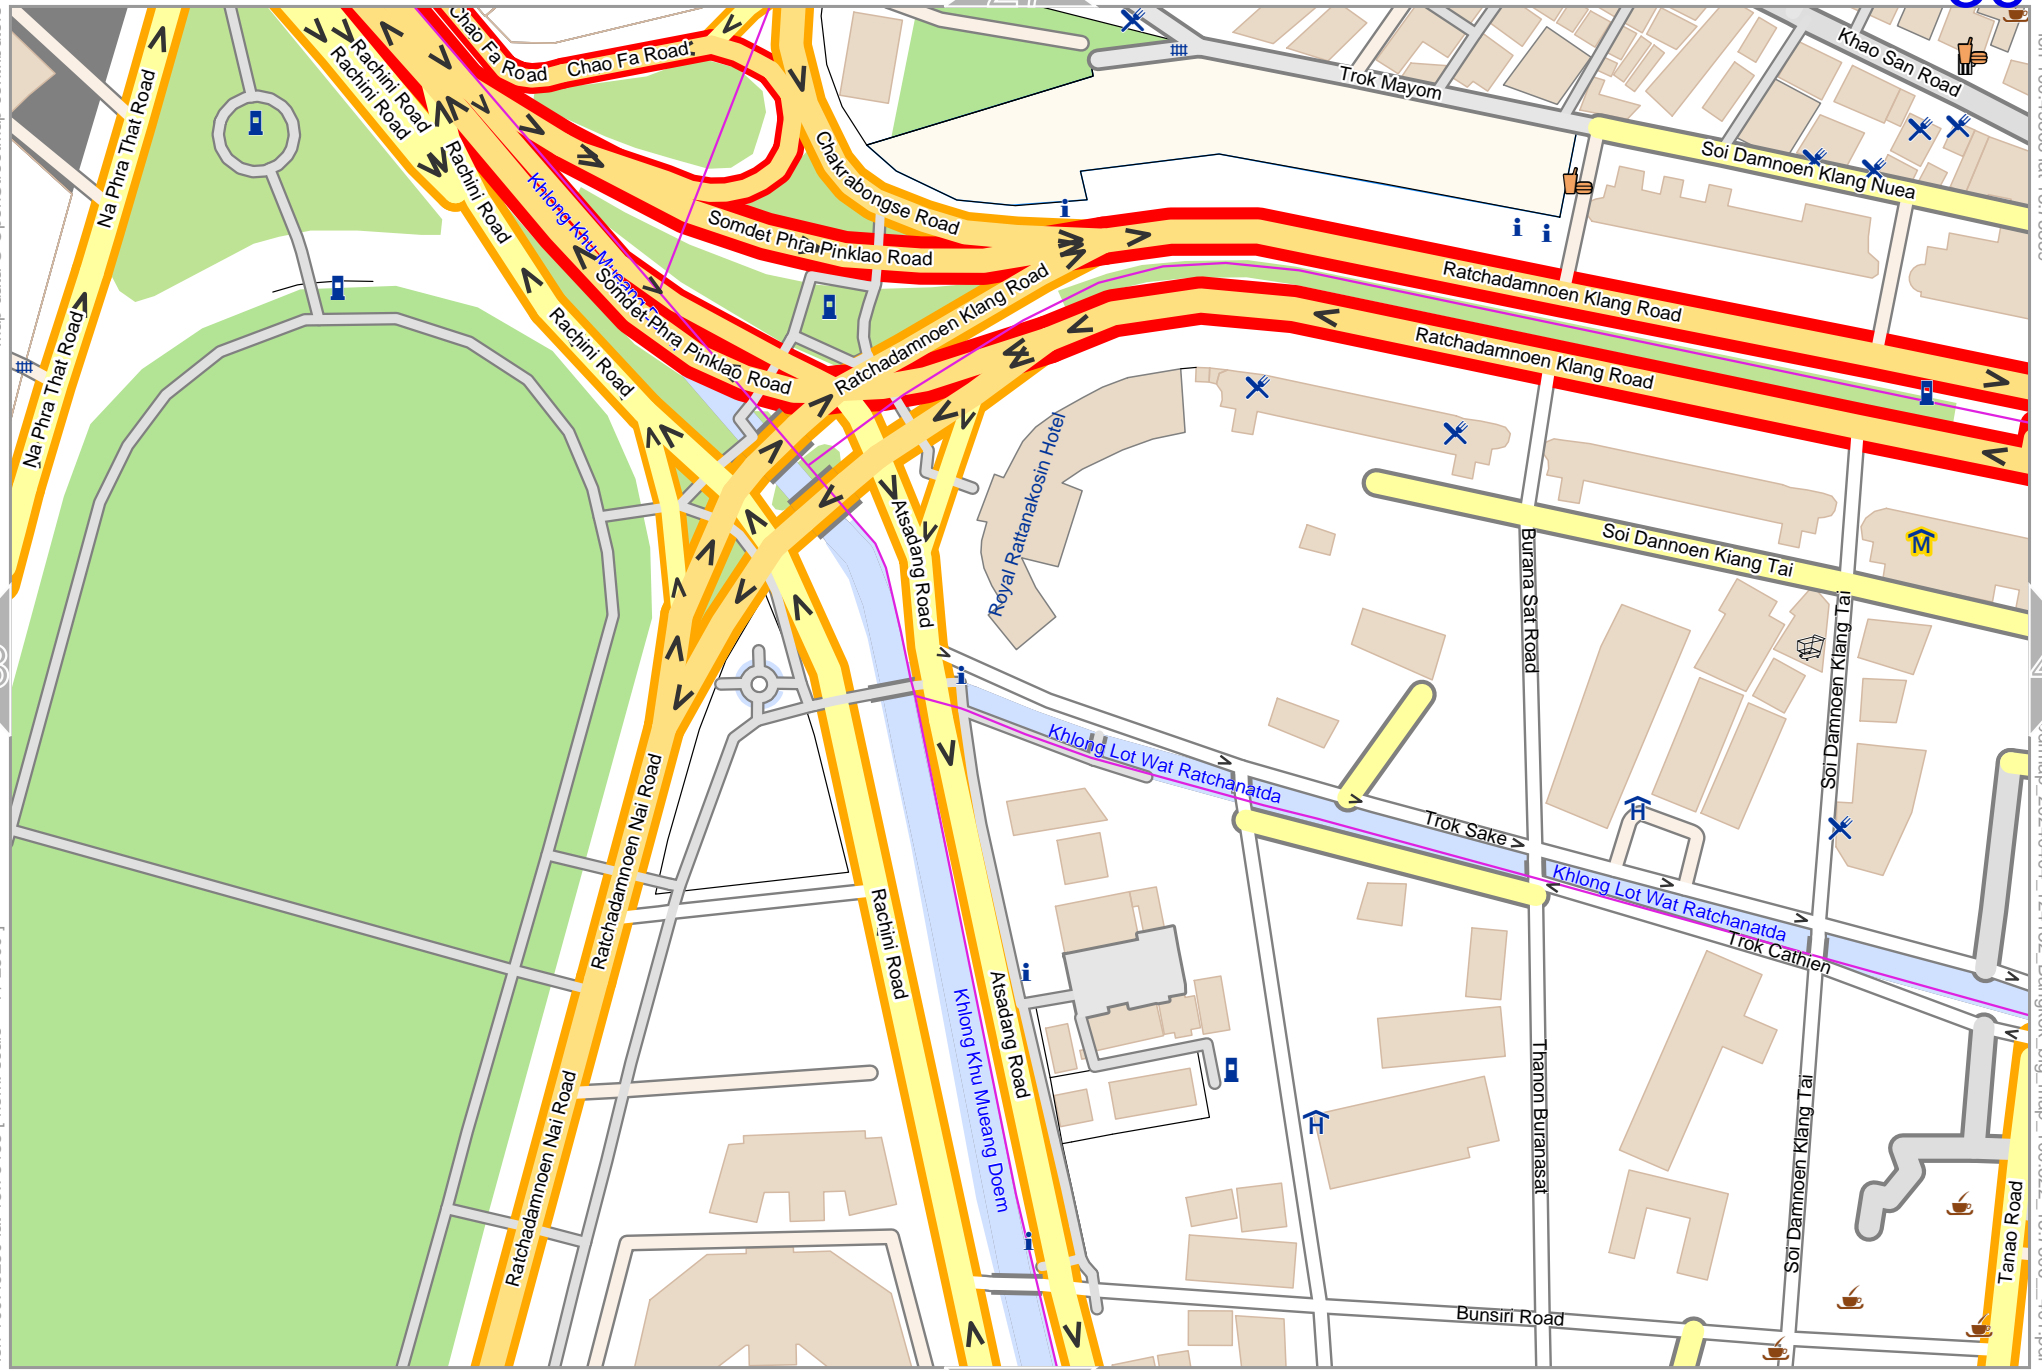 Chao Fa Road
Chao Fa Road
Rachini Road
Rachini Road
Rachini Road
Na Phra That Road
Na Phra That Road
Trok Mayom
Khao San Road
Soi Damnoen Klang Nuea
Chakrabongse Road
Somdet Phra Pinklao Road
Somdet Phra Pinklao Road
Ratchadamnoen Klang Road
Ratchadamnoen Klang Road
Ratchadamnoen Klang Road
Rachini Road
Royal Rattanakosin Hotel
Atsadang Road
Soi Dannoen Klang Tai
Burana Sat Road
Soi Damnoen Klang Tai
M
H
Khlong Lot Wat Ratchanatda
Trok Sake
Khlong Lot Wat Ratchanatda
Trok Cathien
Ratchadamnoen Nai Road
Rachini Road
Atsadang Road
Khlong Khu Mueang Doem
Thanon Buranasat
H
Soi Damnoen Klang Tai
Ratchadamnoen Nai Road
Tanao Road
Bunsiri Road